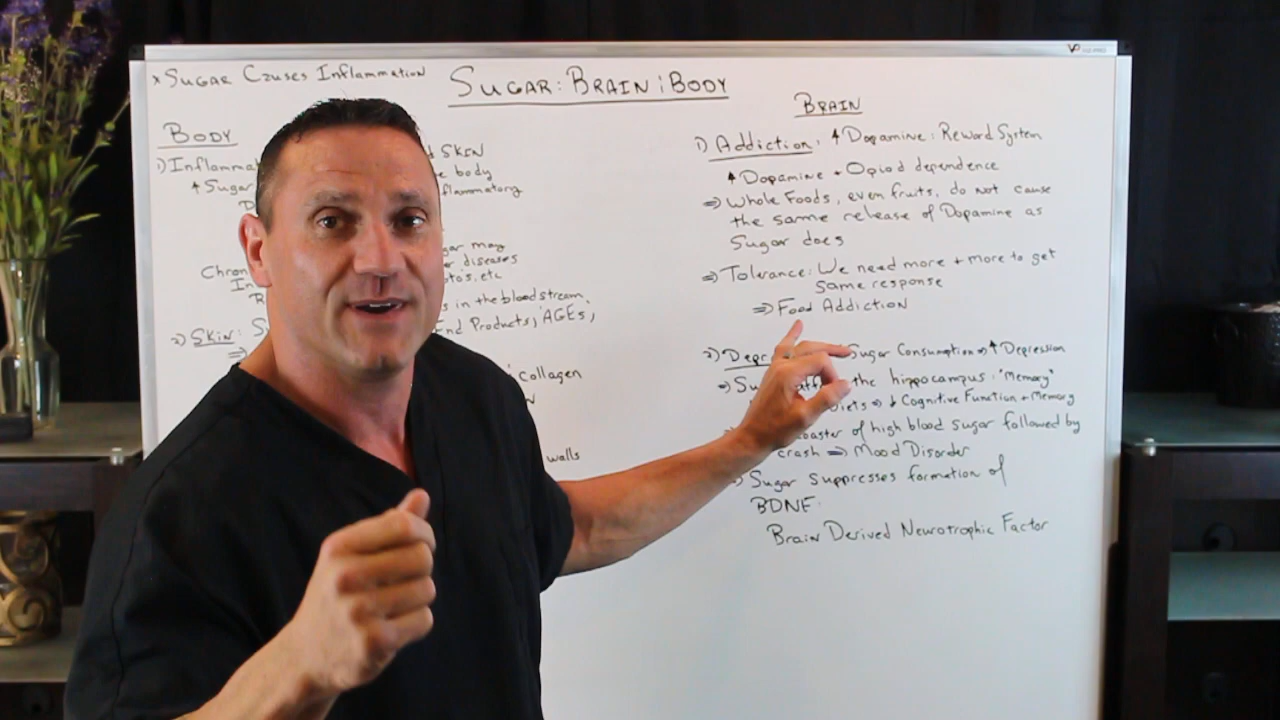 x Sugar Causes Inflammation
Sugar: Brain : Body
Body
1) Inflamma
SKIN
body
↑ Sugar
flammatory
gar may
diseases
Chron
etc
In
s in the bloodstream.
End Products, 'AGEs,
2) Skin:
⇒
Collagen
walls
Brain
1) Addiction: ↑ Dopamine: Reward System
↑ Dopamine + Opiod dependence
⇒ Whole Foods, even fruits, do not cause
the same release of Dopamine as
Sugar does
⇒ Tolerance: We need more + more to get
same response
⇒ Food Addiction
2) Depr Sugar Consumption ⇒ ↑ Depression
⇒ Su the hippocampus: "Memory"
iets ⇒ ↓ Cognitive Function + Memory
coaster of high blood sugar followed by
crash ⇒ Mood Disorder
Sugar suppresses formation of
BDNF:
Brain Derived Neurotrophic Factor